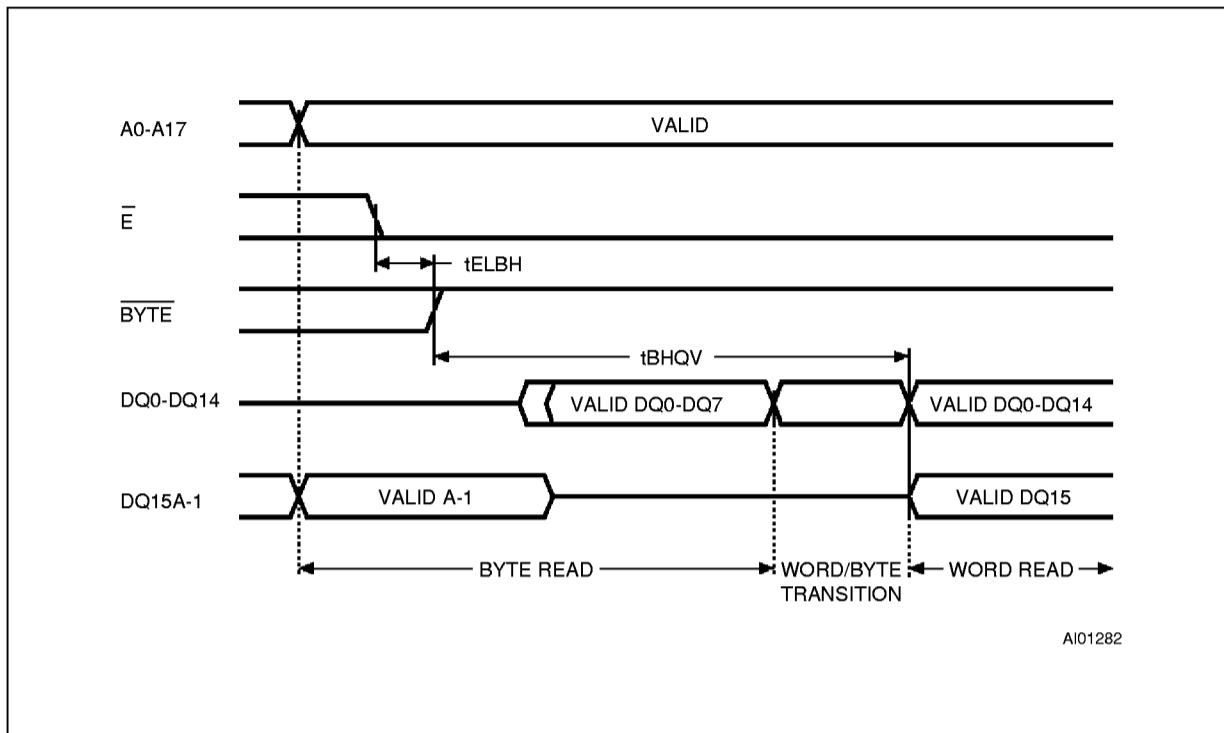 A0-A17
VALID
E̅
tELBH
B̅Y̅T̅E̅
tBHQV
DQ0-DQ14
VALID DQ0-DQ7
VALID DQ0-DQ14
DQ15A-1
VALID A-1
VALID DQ15
BYTE READ
WORD/BYTE
TRANSITION
WORD READ
AI01282